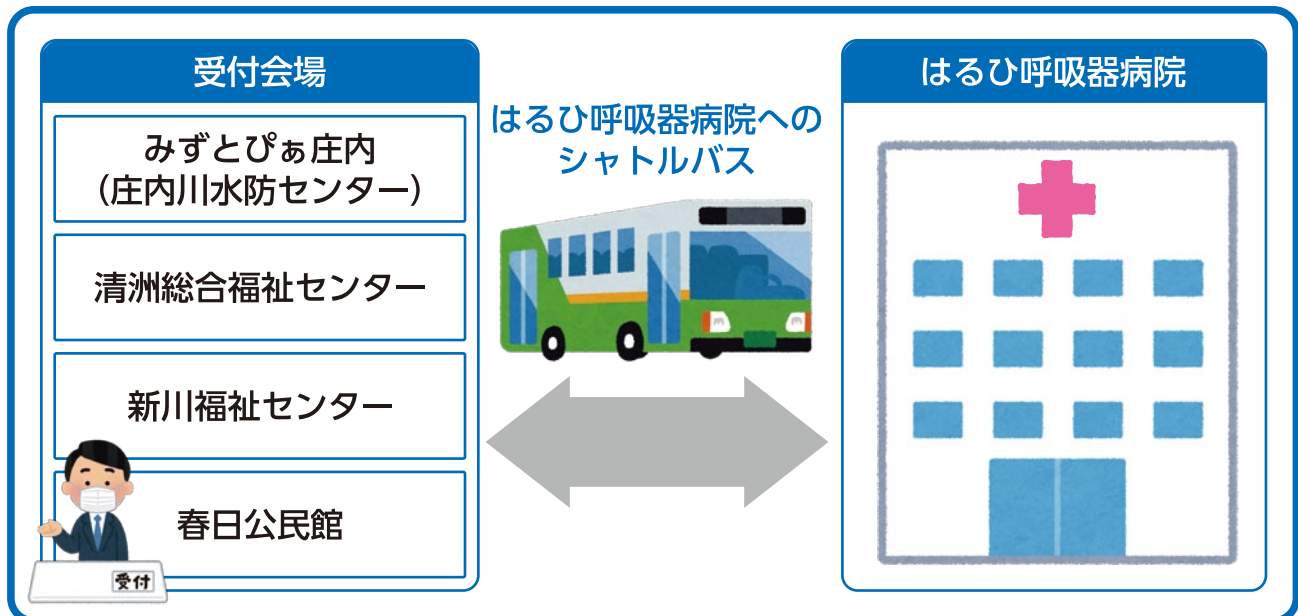 受付会場
みずとぴぁ庄内
（庄内川水防センター）
清洲総合福祉センター
新川福祉センター
春日公民館
受付
はるひ呼吸器病院への
シャトルバス
はるひ呼吸器病院